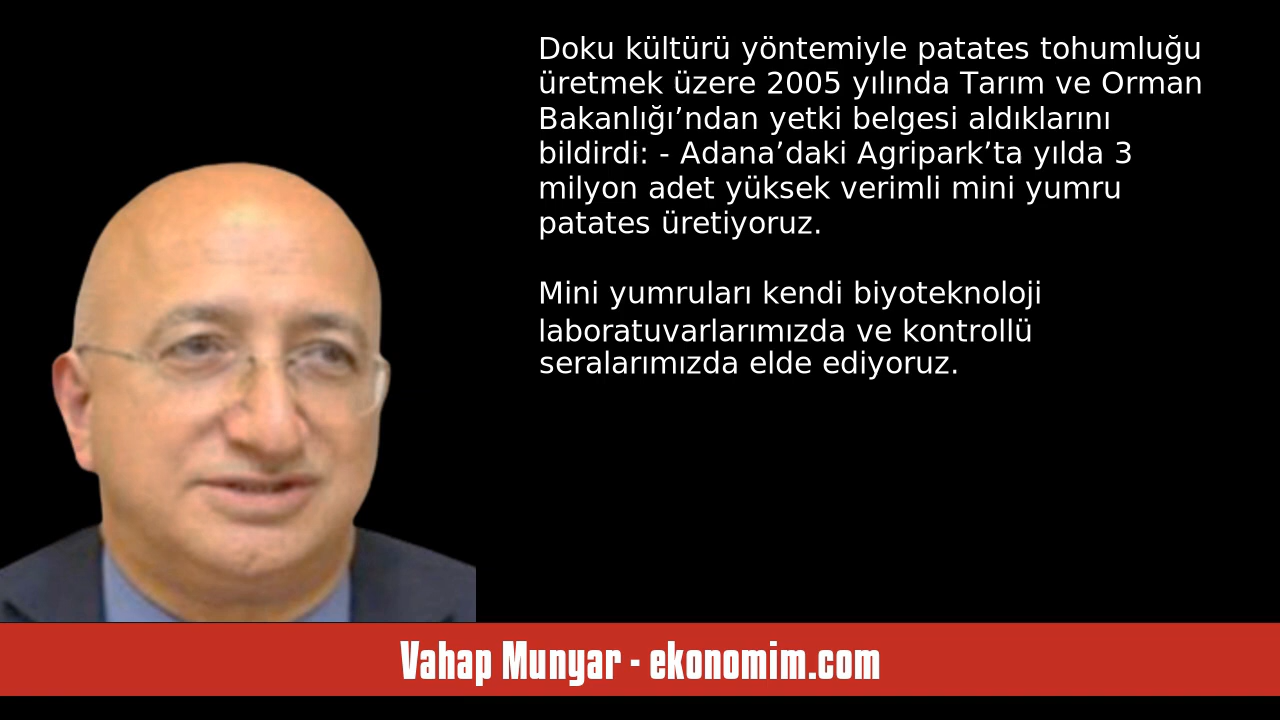 Doku kültürü yöntemiyle patates tohumluğu
üretmek üzere 2005 yılında Tarım ve Orman
Bakanlığı’ndan yetki belgesi aldıklarını
bildirdi: - Adana’daki Agripark’ta yılda 3
milyon adet yüksek verimli mini yumru
patates üretiyoruz.
Mini yumruları kendi biyoteknoloji
laboratuvarlarımızda ve kontrollü
seralarımızda elde ediyoruz.
Vahap Munyar - ekonomim.com